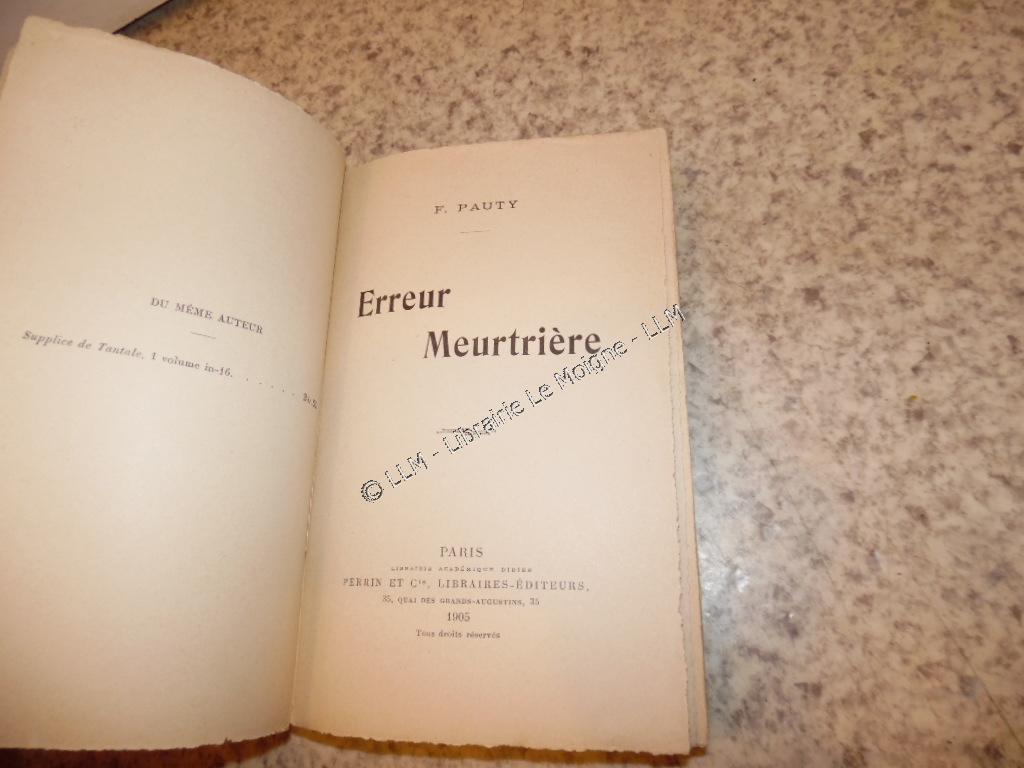 DU MÊME AUTEUR
Supplice de Tantale, 1 volume in-16. . . . . . .
F. PAUTY
Erreur
Meurtrière
© LLM - Librairie Le Moigne - LLM
PARIS
LIBRAIRIE ACADÉMIQUE DIDIER
PERRIN ET Cie, LIBRAIRES-ÉDITEURS,
35, QUAI DES GRANDS-AUGUSTINS, 35
1905
Tous droits réservés